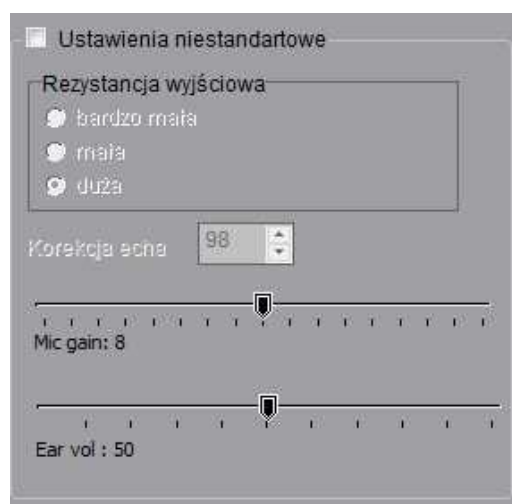 Ustawienia niestandartowe
Rezystancja wyjściowa
bardzo mała
mała
duża
Korekcja echa 98
Mic gain: 8
Ear vol : 50